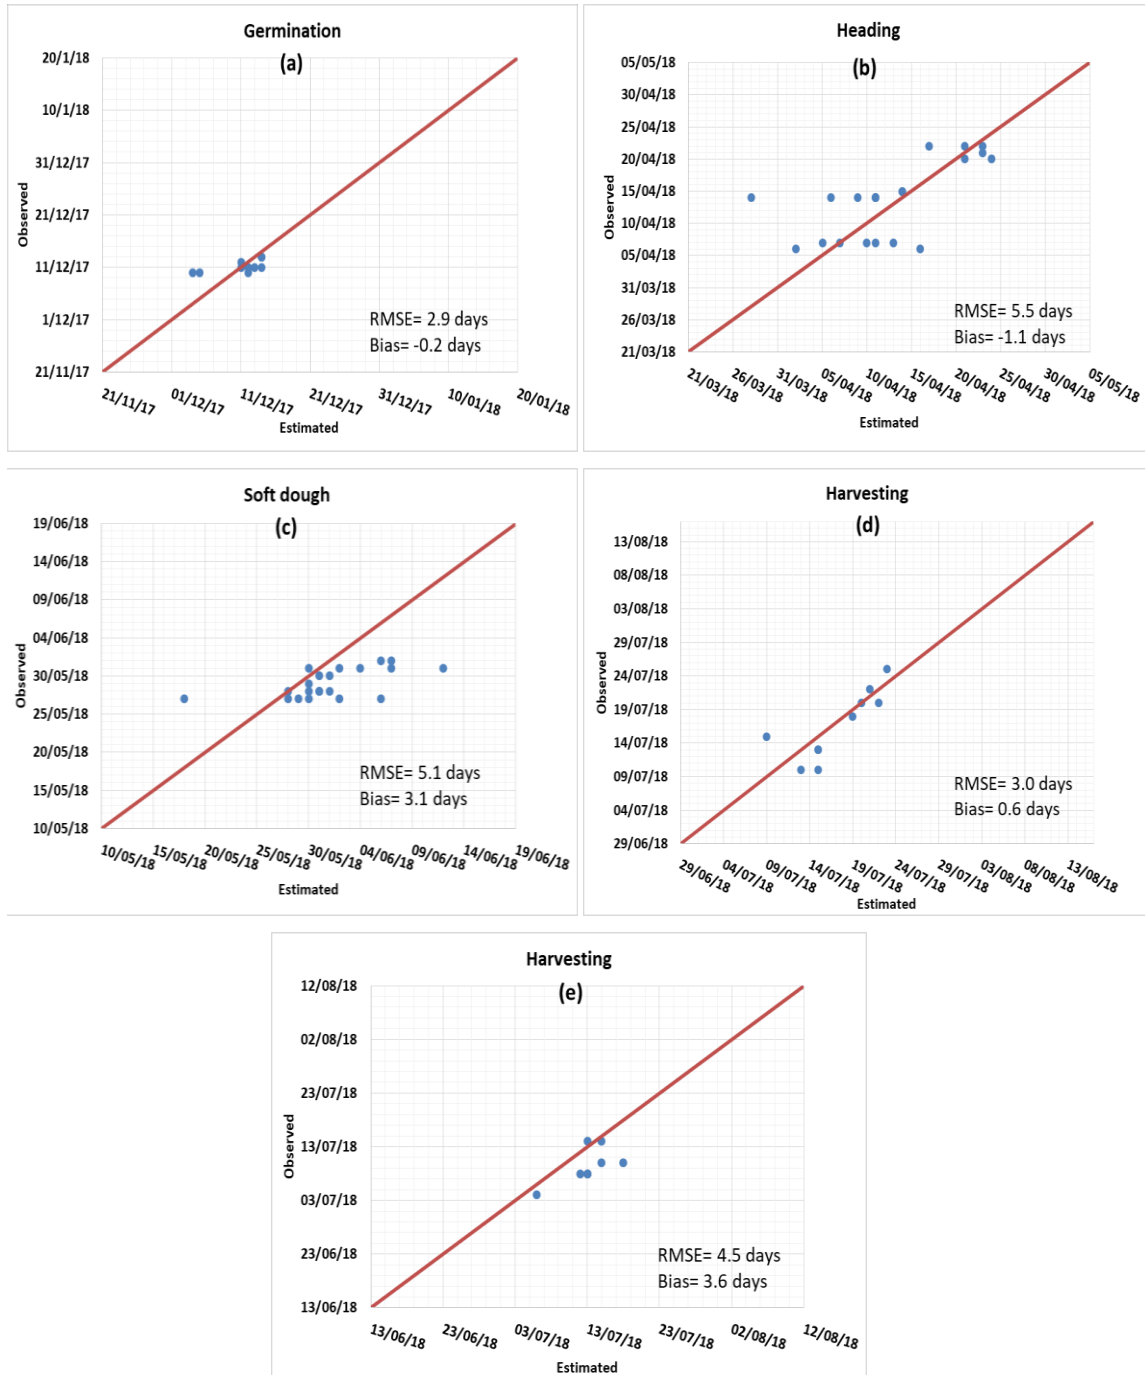 Germination
(a)
20/1/18
10/1/18
31/12/17
21/12/17
11/12/17
1/12/17
21/11/17
Observed
RMSE= 2.9 days
Bias= -0.2 days
21/11/17
01/12/17
11/12/17
21/12/17
31/12/17
10/01/18
20/01/18
Estimated
Heading
(b)
05/05/18
30/04/18
25/04/18
20/04/18
15/04/18
10/04/18
05/04/18
31/03/18
26/03/18
21/03/18
Observed
RMSE= 5.5 days
Bias= -1.1 days
21/03/18
26/03/18
31/03/18
05/04/18
10/04/18
15/04/18
20/04/18
25/04/18
30/04/18
05/05/18
Estimated
Soft dough
(c)
19/06/18
14/06/18
09/06/18
04/06/18
30/05/18
25/05/18
20/05/18
15/05/18
10/05/18
Observed
RMSE= 5.1 days
Bias= 3.1 days
10/05/18
15/05/18
20/05/18
25/05/18
30/05/18
04/06/18
09/06/18
14/06/18
19/06/18
Estimated
Harvesting
(d)
13/08/18
08/08/18
03/08/18
29/07/18
24/07/18
19/07/18
14/07/18
09/07/18
04/07/18
29/06/18
Observed
RMSE= 3.0 days
Bias= 0.6 days
29/06/18
04/07/18
09/07/18
14/07/18
19/07/18
24/07/18
29/07/18
03/08/18
08/08/18
13/08/18
Estimated
Harvesting
(e)
12/08/18
02/08/18
23/07/18
13/07/18
03/07/18
23/06/18
13/06/18
Observed
RMSE= 4.5 days
Bias= 3.6 days
13/06/18
23/06/18
03/07/18
13/07/18
23/07/18
02/08/18
12/08/18
Estimated